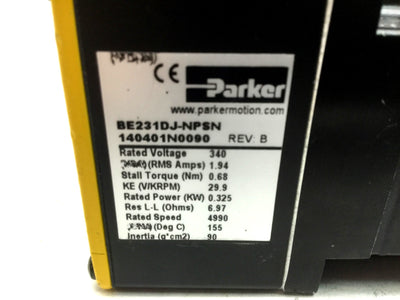 CE
Parker
www.parkermotion.com
BE231DJ-NPSN
140401N0090 REV: B
Rated Voltage 340
(RMS Amps) 1.94
Stall Torque (Nm) 0.68
KE (V/KRPM) 29.9
Rated Power (KW) 0.325
Res L-L (Ohms) 6.97
Rated Speed 4990
(Deg C) 155
Inertia (g*cm2) 90